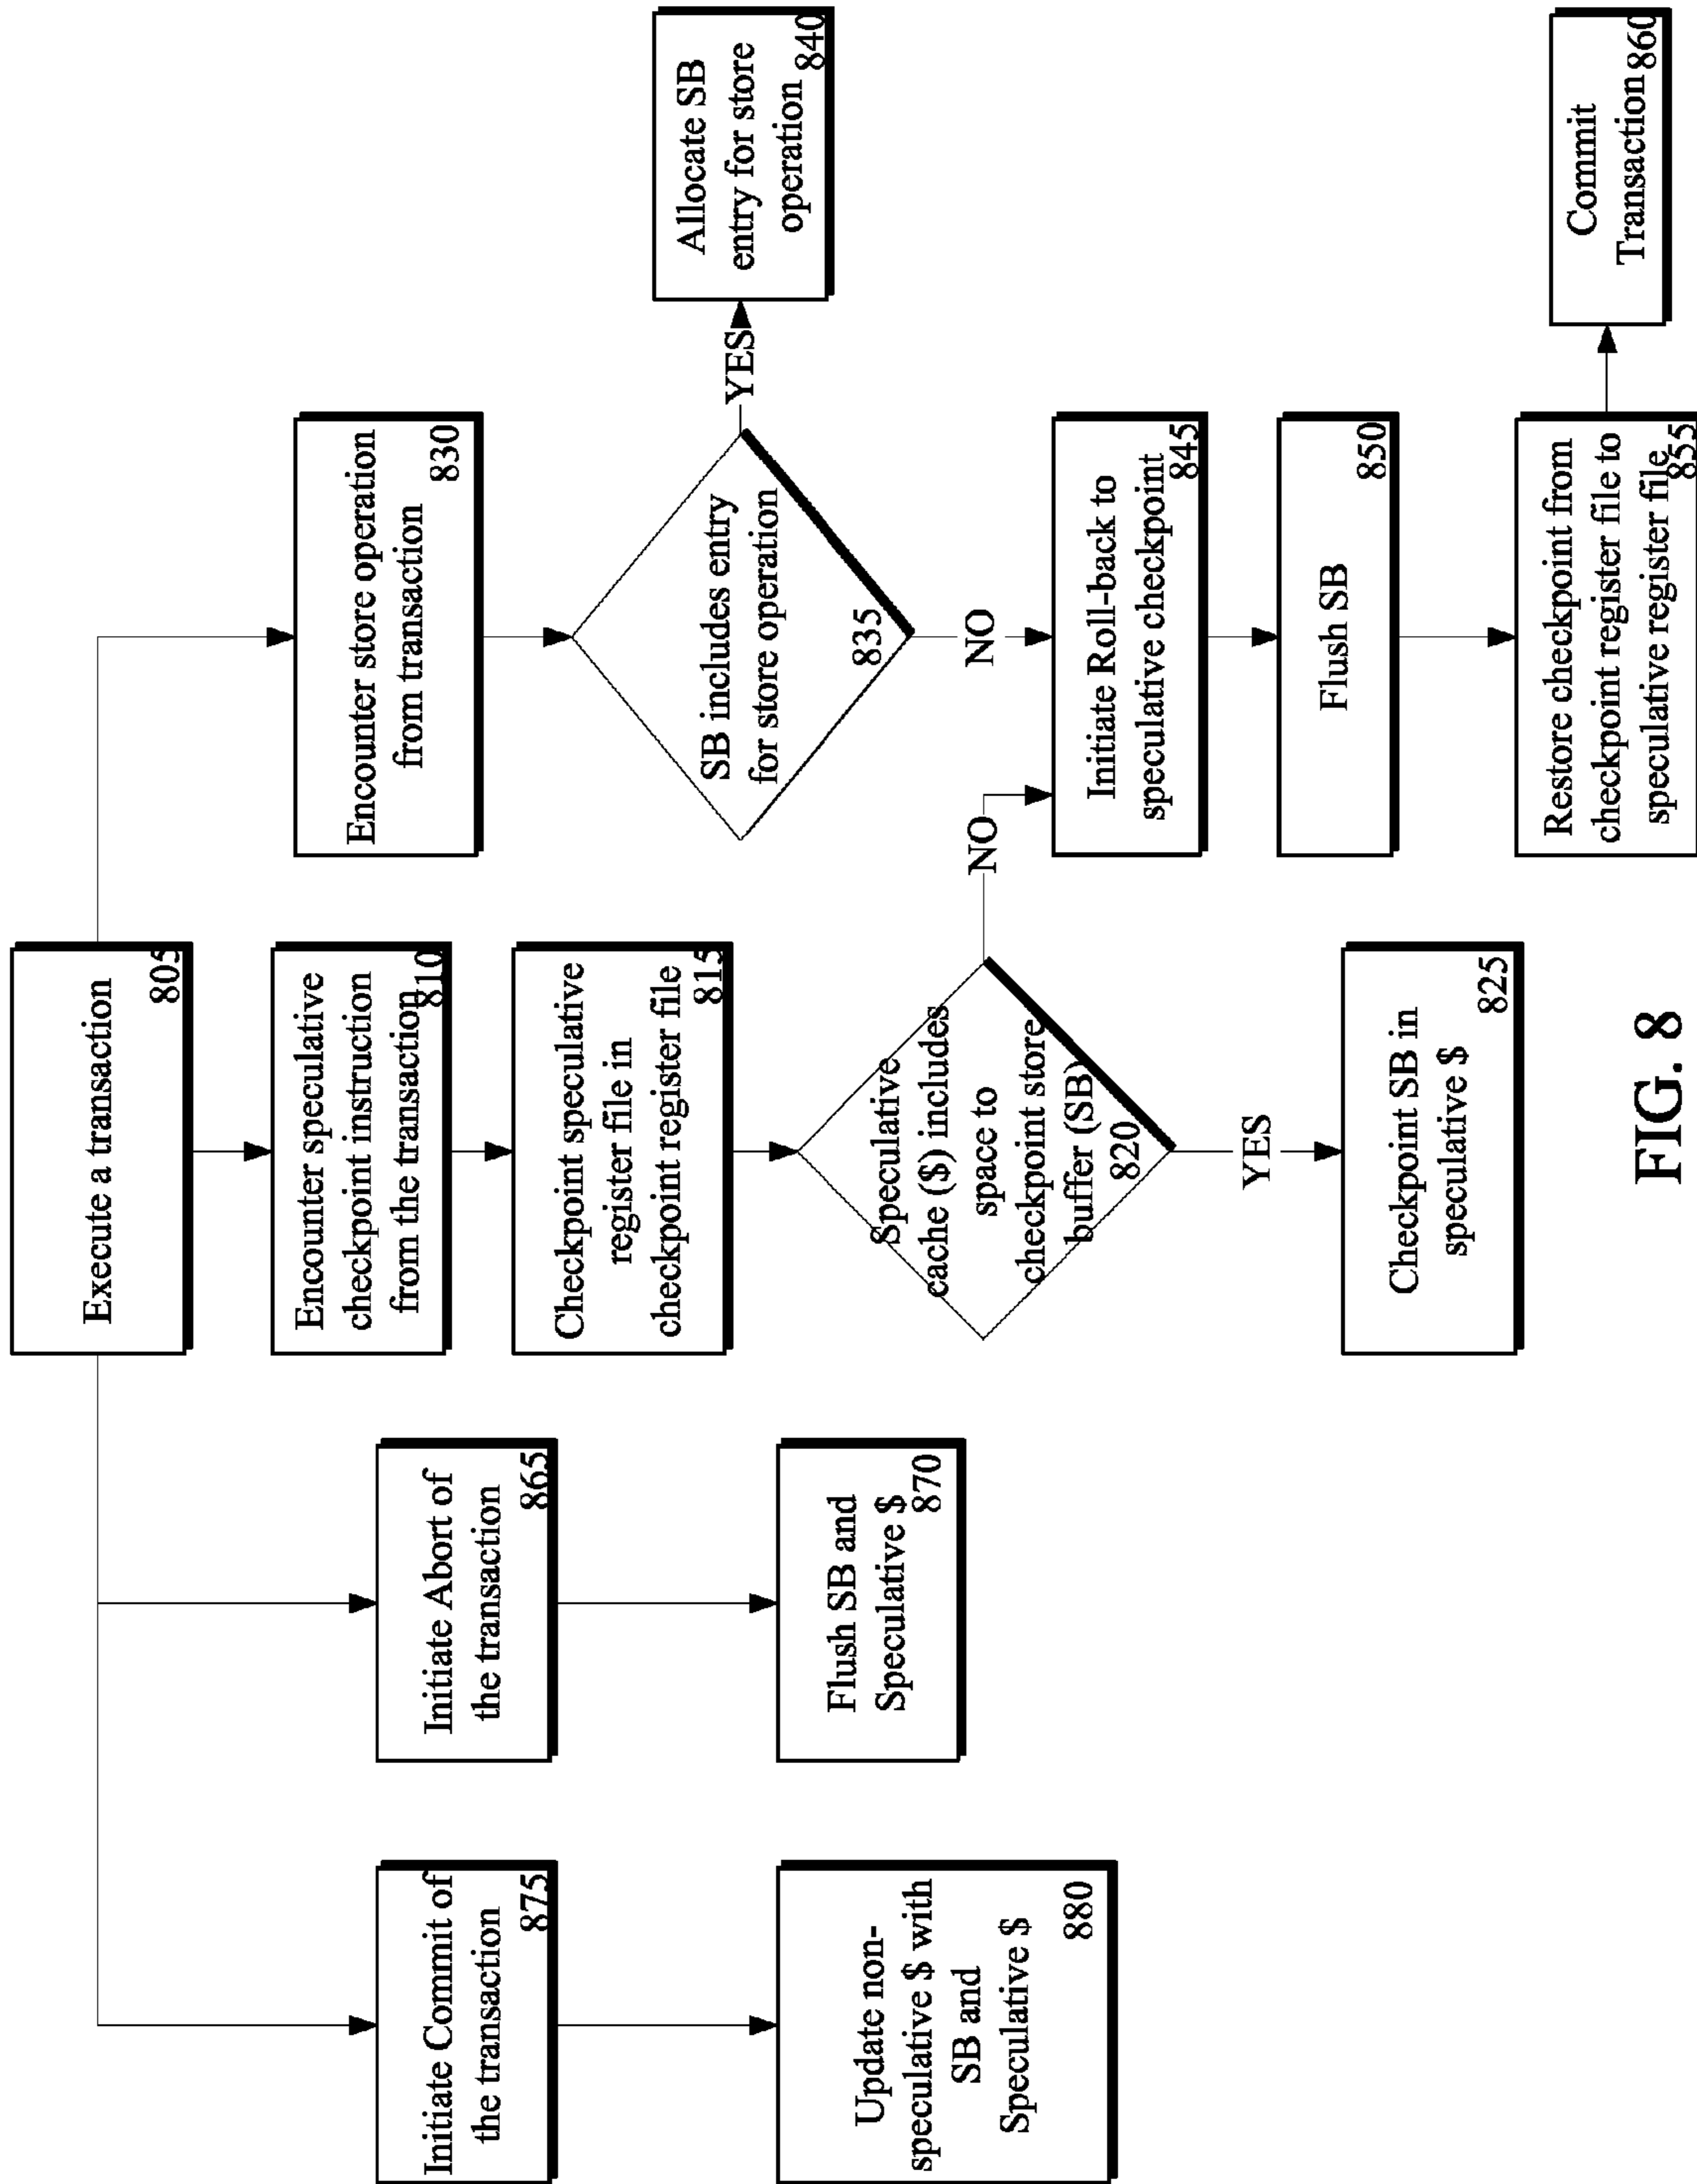 Execute a transaction
805
Initiate Commit of
the transaction
875
Update non-
speculative $ with
SB and
Speculative $
880
Initiate Abort of
the transaction
865
Flush SB and
Speculative $
870
Encounter speculative
checkpoint instruction
from the transaction
810
Checkpoint speculative
register file in
checkpoint register file
815
Speculative
cache ($) includes
space to
checkpoint store
buffer (SB)
820
NO
YES
Checkpoint SB in
speculative $
825
Encounter store operation
from transaction
830
SB includes entry
for store operation
835
YES
Allocate SB
entry for store
operation
840
NO
Initiate Roll-back to
speculative checkpoint
845
Flush SB
850
Restore checkpoint from
checkpoint register file to
speculative register file
855
Commit
Transaction
860
FIG. 8